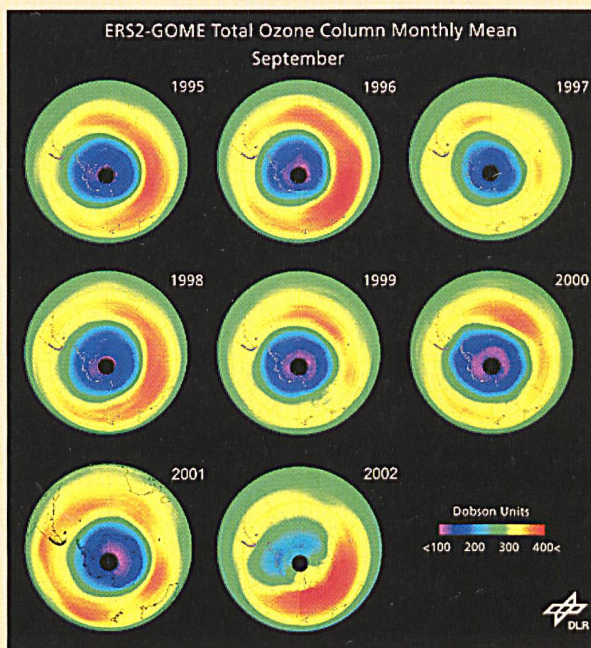 ERS2-GOME Total Ozone Column Monthly Mean
September
1995
1996
1997
1998
1999
2000
2001
2002
Dobson Units
<100 200 300 400<
DLR